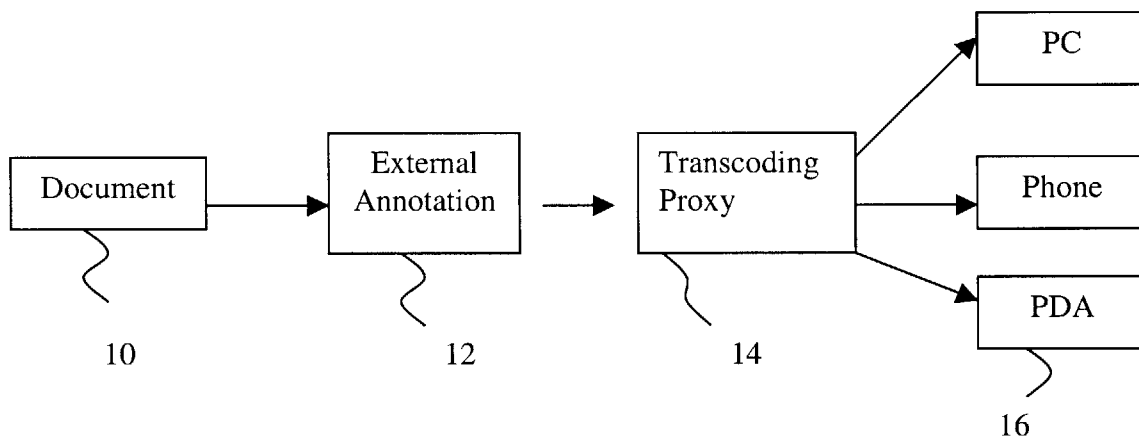 PC
Document
External
Annotation
Transcoding
Proxy
Phone
PDA
10
12
14
16